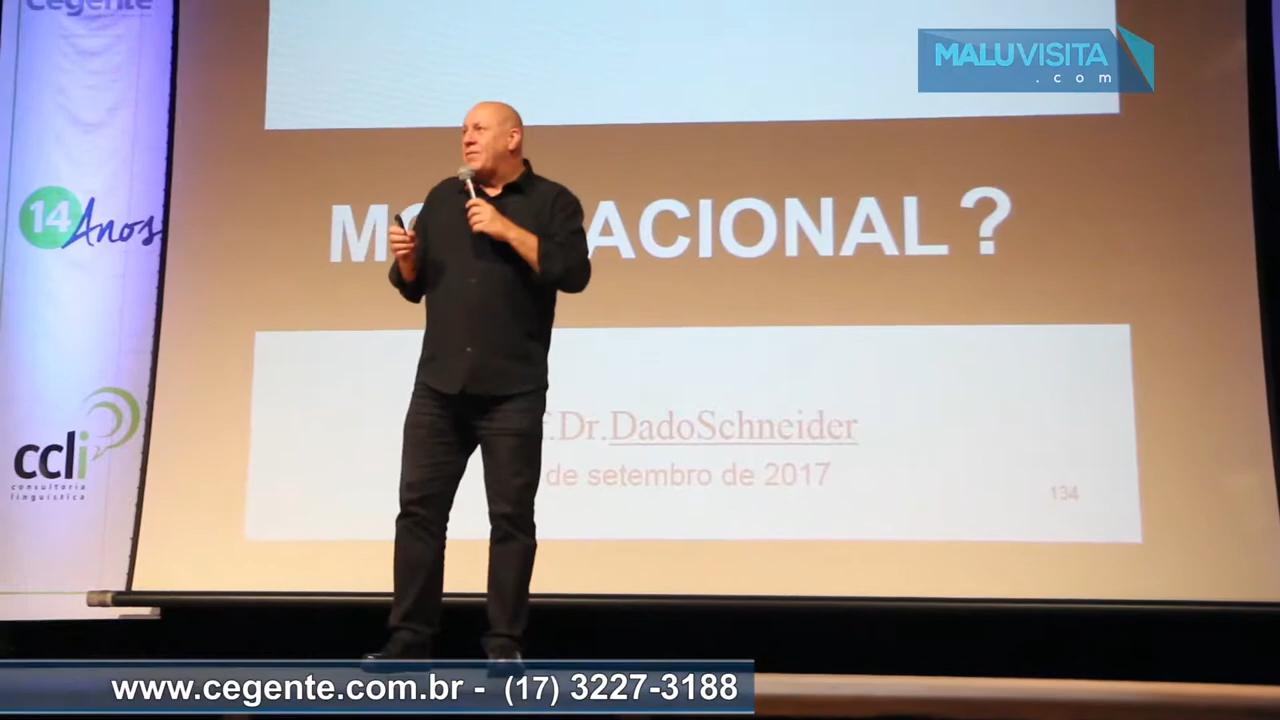 Cegente
MALUVISITA
.com
14 Anos
ACIONAL?
ccli
consultoria
linguística
.Dr.DadoSchneider
de setembro de 2017
134
www.cegente.com.br - (17) 3227-3188